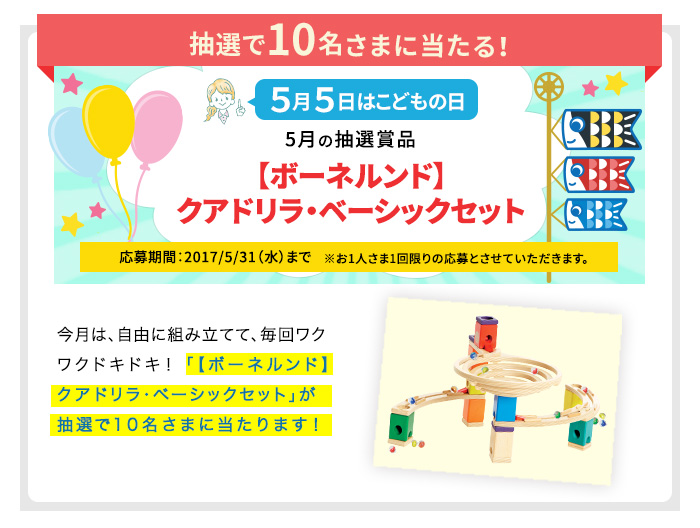 抽選で10名さまに当たる！
5月5日はこどもの日
5月の抽選賞品
【ボーネルンド】
クアドリラ・ベーシックセット
応募期間：2017/5/31（水）まで ※お1人さま1回限りの応募とさせていただきます。
今月は、自由に組み立てて、毎回ワク
ワクドキドキ！「【ボーネルンド】
クアドリラ・ベーシックセット」が
抽選で10名さまに当たります！